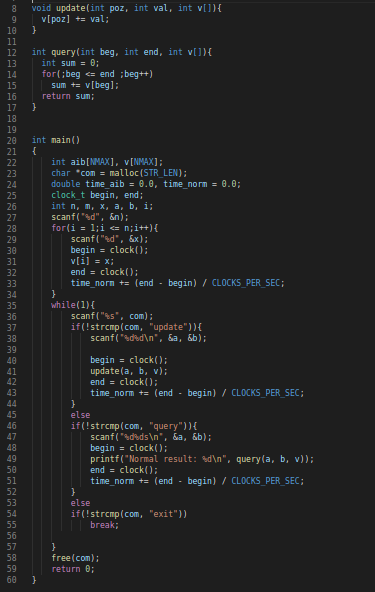 8 void update(int poz, int val, int v[]){
9 v[poz] += val;
10 }
11
12 int query(int beg, int end, int v[]){
13 int sum = 0;
14 for(;beg <= end ;beg++)
15 sum += v[beg];
16 return sum;
17 }
18
19
20 int main()
21 {
22 int aib[NMAX], v[NMAX];
23 char *com = malloc(STR_LEN);
24 double time_aib = 0.0, time_norm = 0.0;
25 clock_t begin, end;
26 int n, m, x, a, b, i;
27 scanf("%d", &n);
28 for(i = 1;i <= n;i++){
29 scanf("%d", &x);
30 begin = clock();
31 v[i] = x;
32 end = clock();
33 time_norm += (end - begin) / CLOCKS_PER_SEC;
34 }
35 while(1){
36 scanf("%s", com);
37 if(!strcmp(com, "update")){
38 scanf("%d%d\n", &a, &b);
39
40 begin = clock();
41 update(a, b, v);
42 end = clock();
43 time_norm += (end - begin) / CLOCKS_PER_SEC;
44 }
45 else
46 if(!strcmp(com, "query")){
47 scanf("%d%ds\n", &a, &b);
48 begin = clock();
49 printf("Normal result: %d\n", query(a, b, v));
50 end = clock();
51 time_norm += (end - begin) / CLOCKS_PER_SEC;
52 }
53 else
54 if(!strcmp(com, "exit"))
55 break;
56
57 }
58 free(com);
59 return 0;
60 }